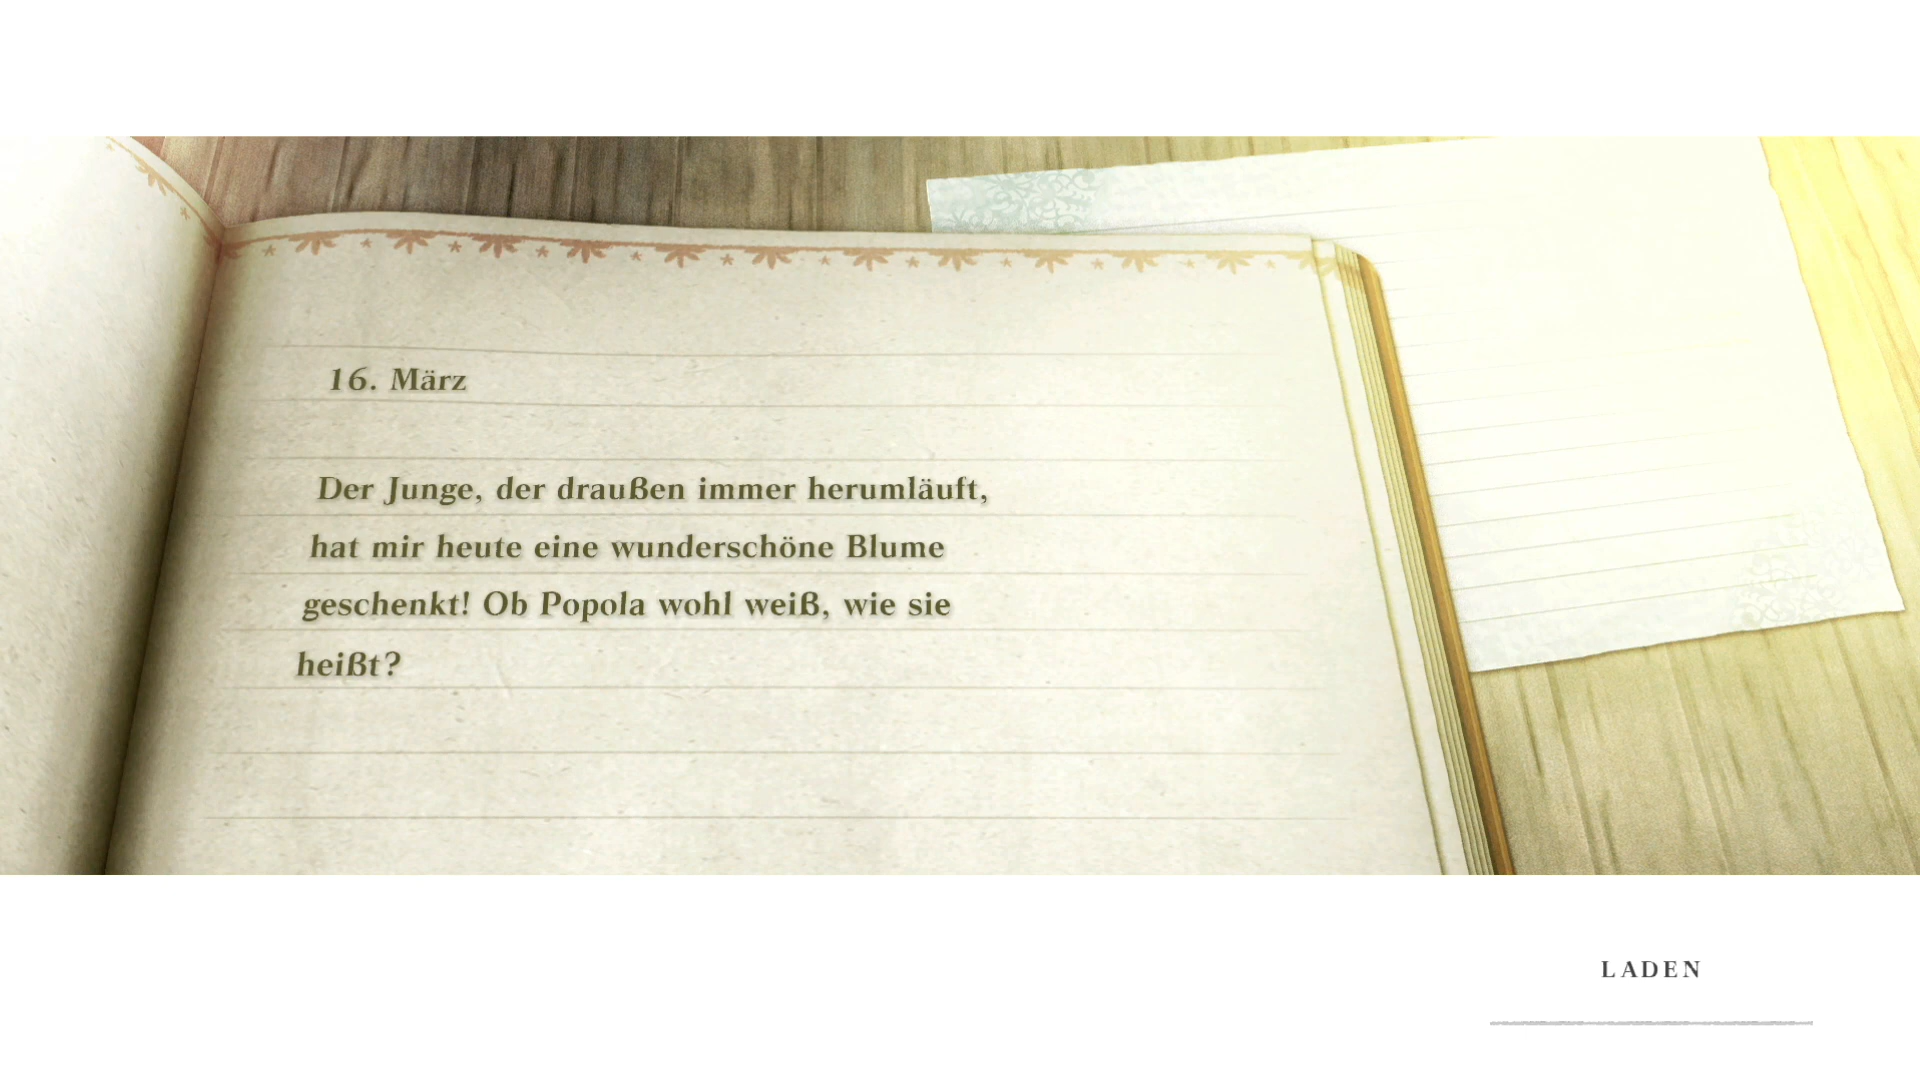 16. März
Der Junge, der draußen immer herumläuft,
hat mir heute eine wunderschöne Blume
geschenkt! Ob Popola wohl weiß, wie sie
heißt?
LADEN